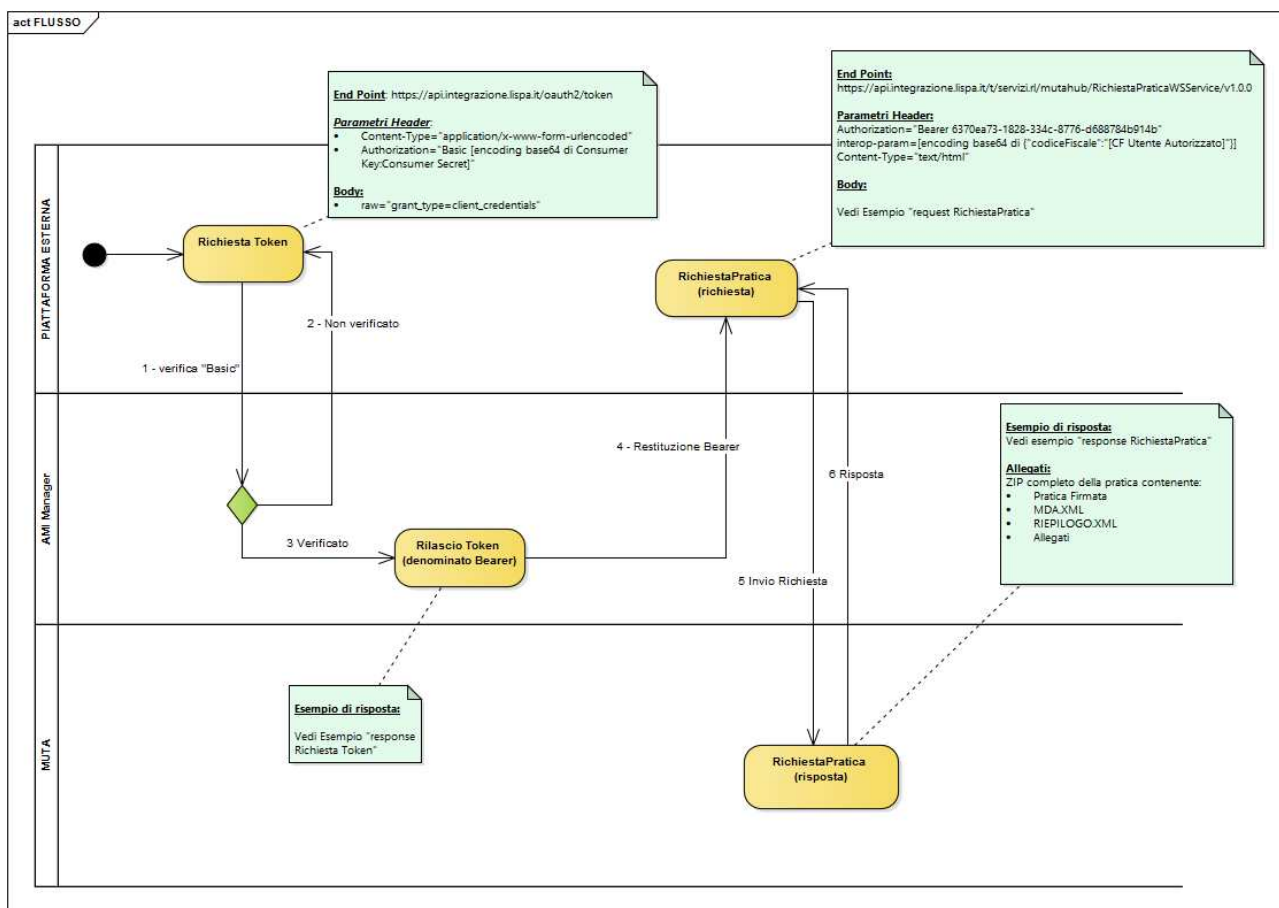 act FLUSSO
End Point: https://api.integrazione.lispa.it/oauth2/token
Parametri Header:
• Content-Type="application/x-www-form-urlencoded"
• Authorization="Basic [encoding base64 di Consumer
Key:Consumer Secret]"
Body:
• raw="grant_type=client_credentials"
End Point:
https://api.integrazione.lispa.it/t/servizi.rl/mutahub/RichiestaPraticaWSService/v1.0.0
Parametri Header:
Authorization="Bearer 6370ea73-1828-334c-8776-d688784b914b"
interop-param=[encoding base64 di {"codiceFiscale":"[CF Utente Autorizzato]"}]
Content-Type="text/html"
Body:
Vedi Esempio "request RichiestaPratica"
PIATTAFORMA ESTERNA
Richiesta Token
RichiestaPratica
(richiesta)
2 - Non verificato
1 - verifica "Basic"
AMI Manager
4 - Restituzione Bearer
6 Risposta
Esempio di risposta:
Vedi esempio "response RichiestaPratica"
Allegati:
ZIP completo della pratica contenente:
• Pratica Firmata
• MDA.XML
• RIEPILOGO.XML
• Allegati
3 Verificato
Rilascio Token
(denominato Bearer)
5 Invio Richiesta
MUTA
Esempio di risposta:
Vedi Esempio "response
Richiesta Token"
RichiestaPratica
(risposta)